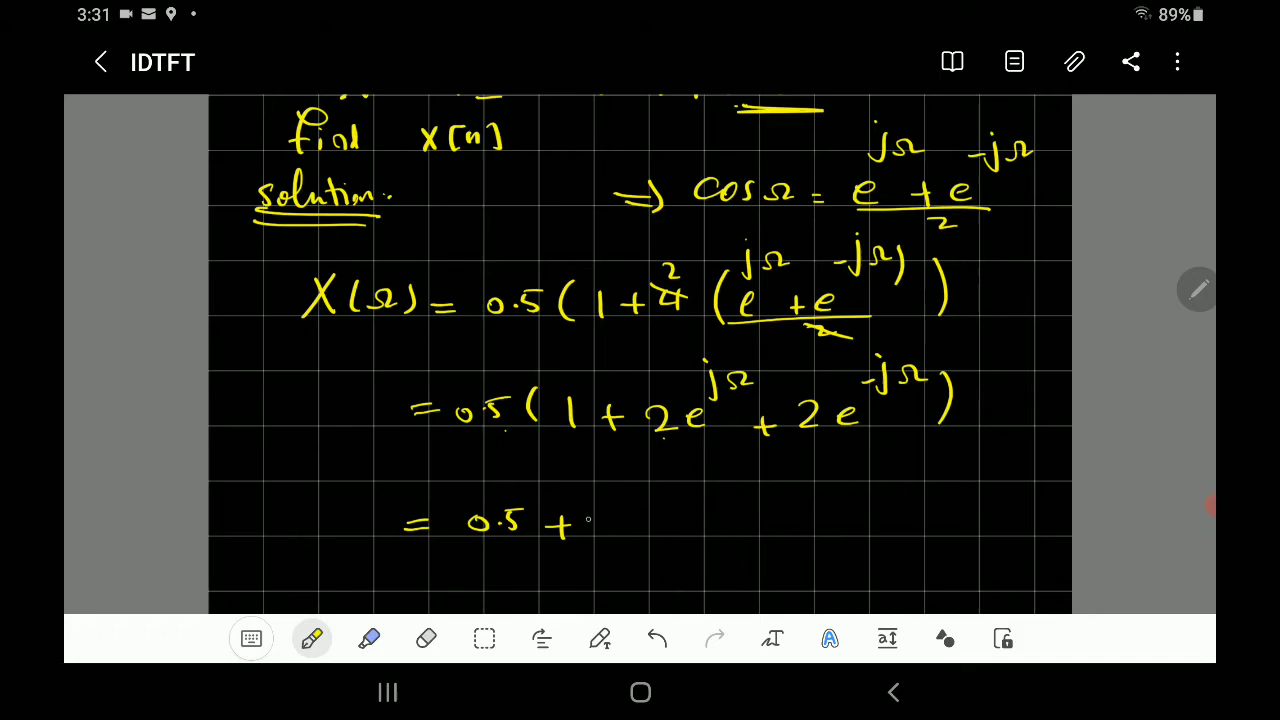 3:31 89%
IDTFT
find X[n]
solution.
⇒ cos Ω = (e^{jΩ} + e^{-jΩ})/2
X(Ω) = 0.5 ( 1 + 4 2 ( (e^{jΩ} + e^{-jΩ})/2 ) )
= 0.5 ( 1 + 2e^{jΩ} + 2e^{-jΩ} )
= 0.5 +